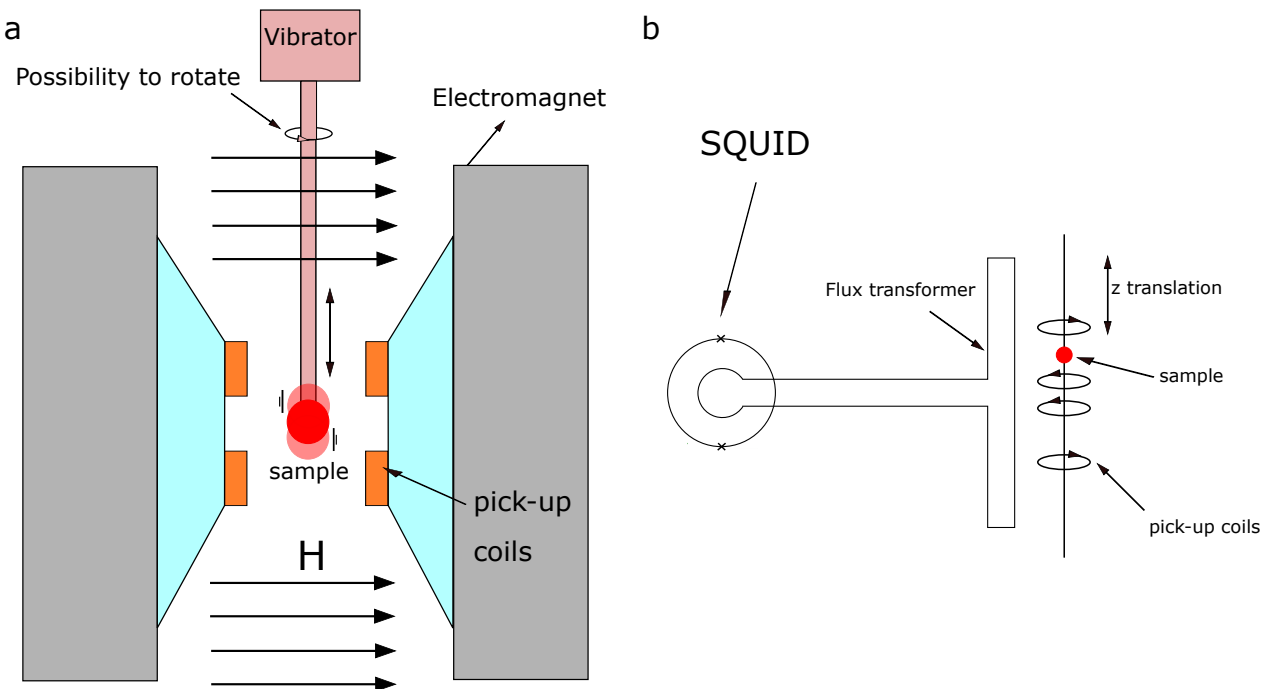 a
Vibrator
Possibility to rotate
Electromagnet
sample
pick-up
coils
H
b
SQUID
Flux transformer
z translation
sample
pick-up coils